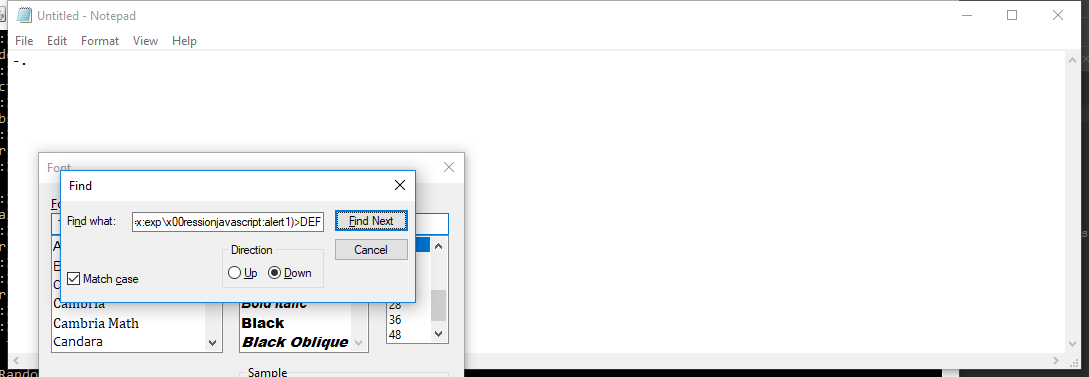 Untitled - Notepad
File Edit Format View Help
-.
Font
Find
Find what: -x:exp\x00ressionjavascript:alert1)>DEF Find Next
Cancel
Direction
Up Down
Match case
Cambria
Bold Italic
28
Cambria Math
Black
36
Candara
Black Oblique
48
Sample
Rando